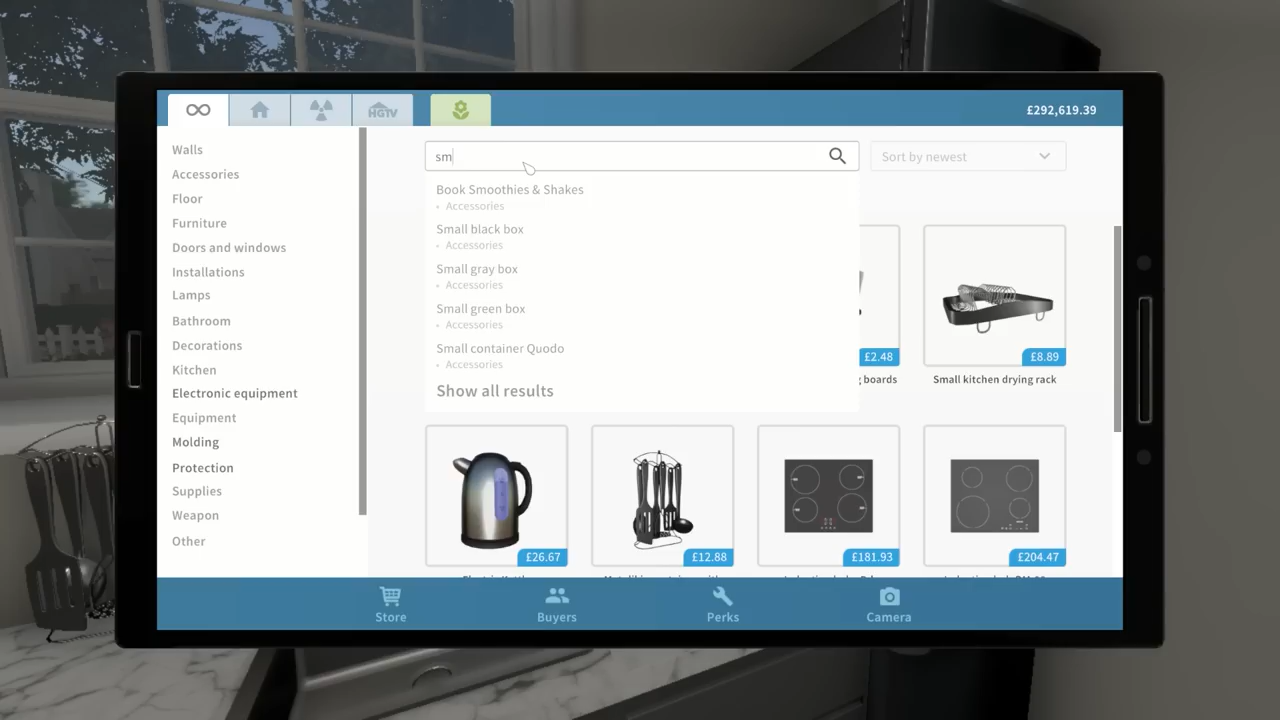 HGTV
£292,619.39
Walls
Accessories
Floor
Furniture
Doors and windows
Installations
Lamps
Bathroom
Decorations
Kitchen
Electronic equipment
Equipment
Molding
Protection
Supplies
Weapon
Other
sm
Sort by newest
Book Smoothies & Shakes
• Accessories
Small black box
• Accessories
Small gray box
• Accessories
Small green box
• Accessories
Small container Quodo
• Accessories
Show all results
£2.48
£8.89
boards
Small kitchen drying rack
£26.67
£12.88
£181.93
£204.47
Store
Buyers
Perks
Camera